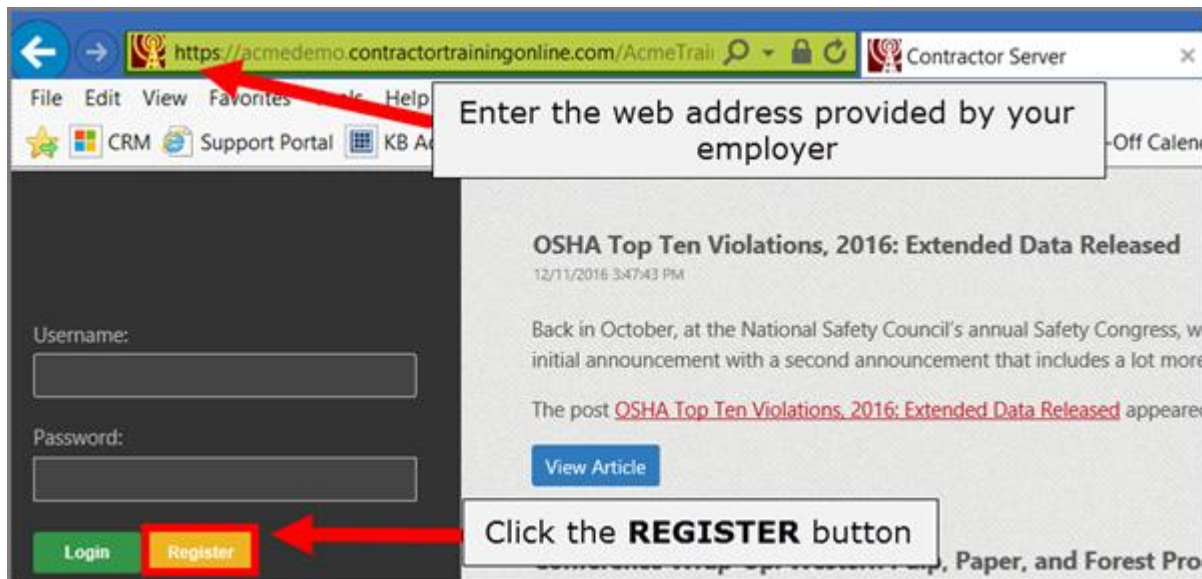 https://acmedemo.contractortrainingonline.com/AcmeTrai
Contractor Server
File Edit View Favorites Help
Enter the web address provided by your
employer
CRM Support Portal KB
-Off Calen
OSHA Top Ten Violations, 2016: Extended Data Released
12/11/2016 3:47:43 PM
Back in October, at the National Safety Council's annual Safety Congress, w
initial announcement with a second announcement that includes a lot more
The post OSHA Top Ten Violations, 2016: Extended Data Released appeared
View Article
Username:
Password:
Login
Register
Click the REGISTER button
, Paper, and Forest Pro